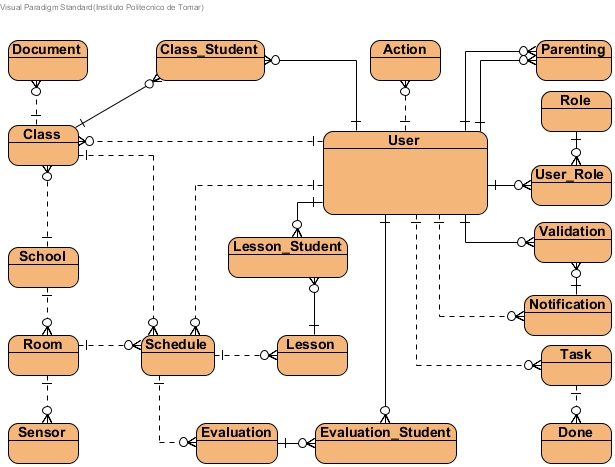 Visual Paradigm Standard(Instituto Politecnico de Tomar)
Document
Class_Student
Action
Parenting
Role
Class
User
User_Role
Lesson_Student
Validation
School
Notification
Room
Schedule
Lesson
Task
Sensor
Evaluation
Evaluation_Student
Done